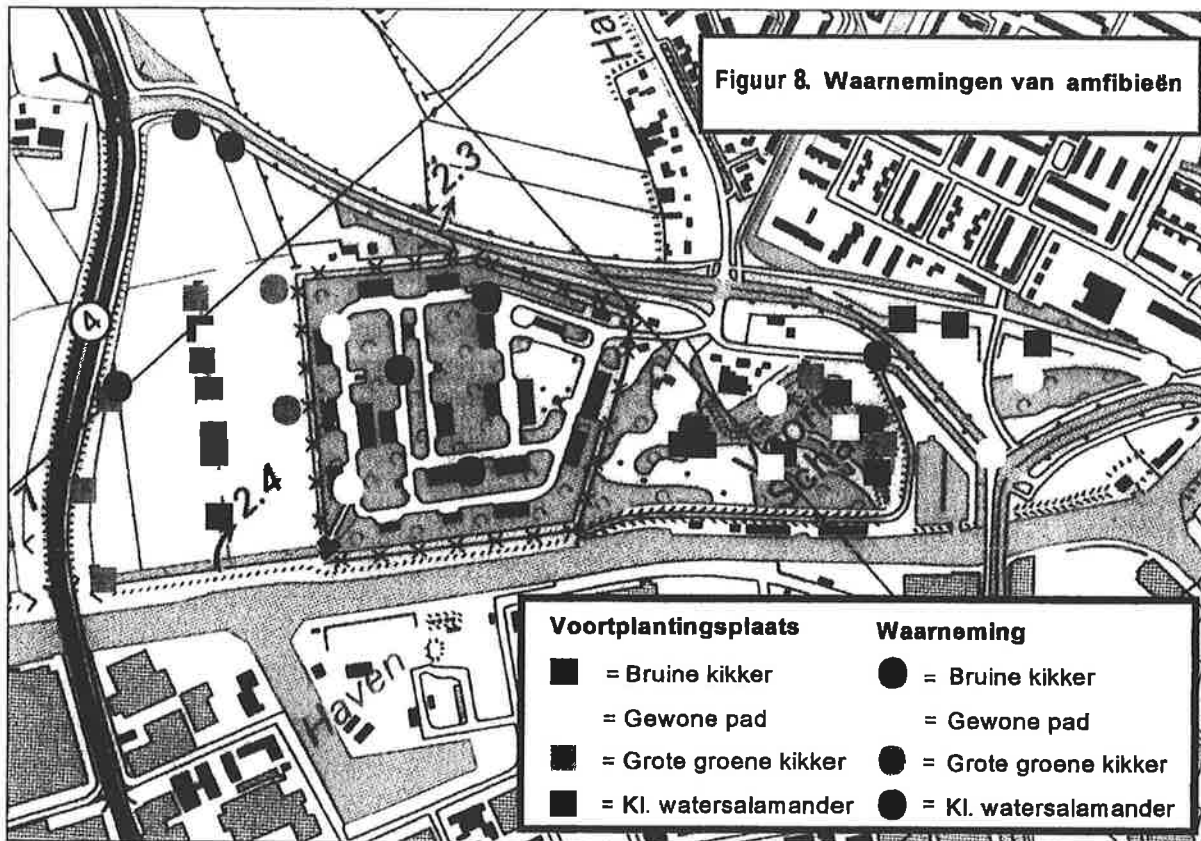 Ha
Figuur 8. Waarnemingen van amfibieën
2.3
4
2.4
Haven
Voortplantingsplaats
= Bruine kikker
= Gewone pad
= Grote groene kikker
= Kl. watersalamander
Waarneming
= Bruine kikker
= Gewone pad
= Grote groene kikker
= Kl. watersalamander